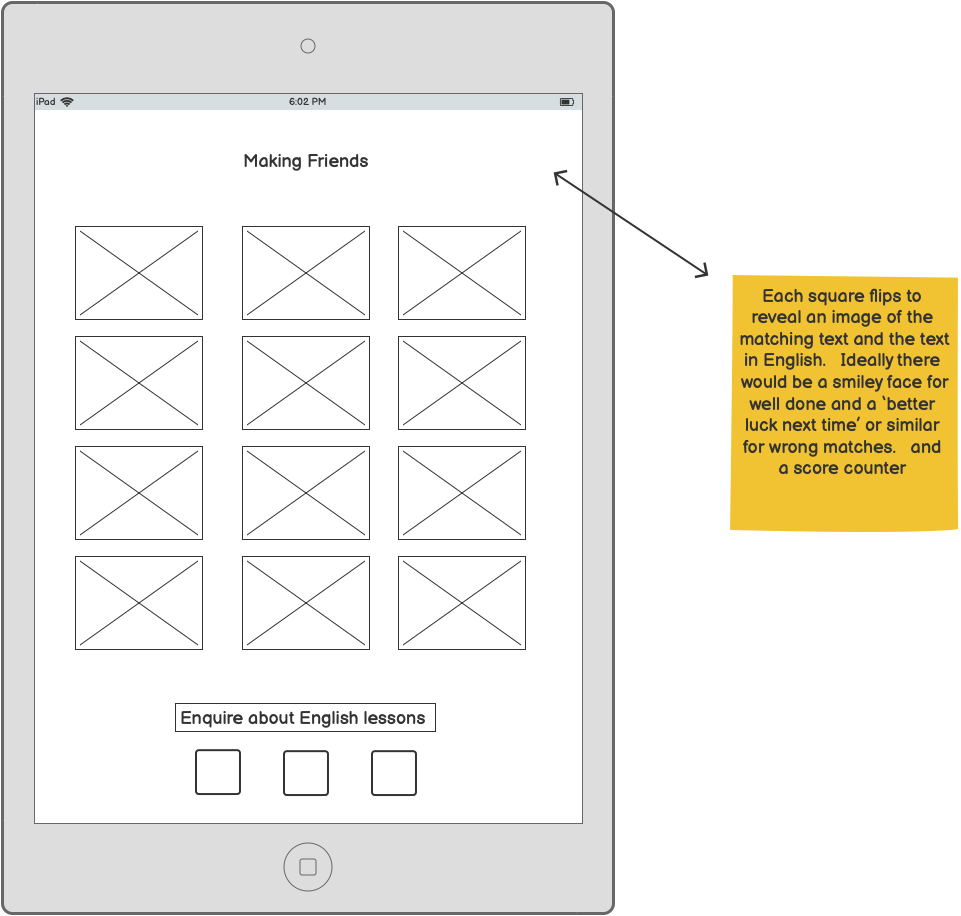 iPad 6:02 PM
Making Friends
Each square flips to
reveal an image of the
matching text and the text
in English. Ideally there
would be a smiley face for
well done and a ‘better
luck next time’ or similar
for wrong matches. and
a score counter
Enquire about English lessons